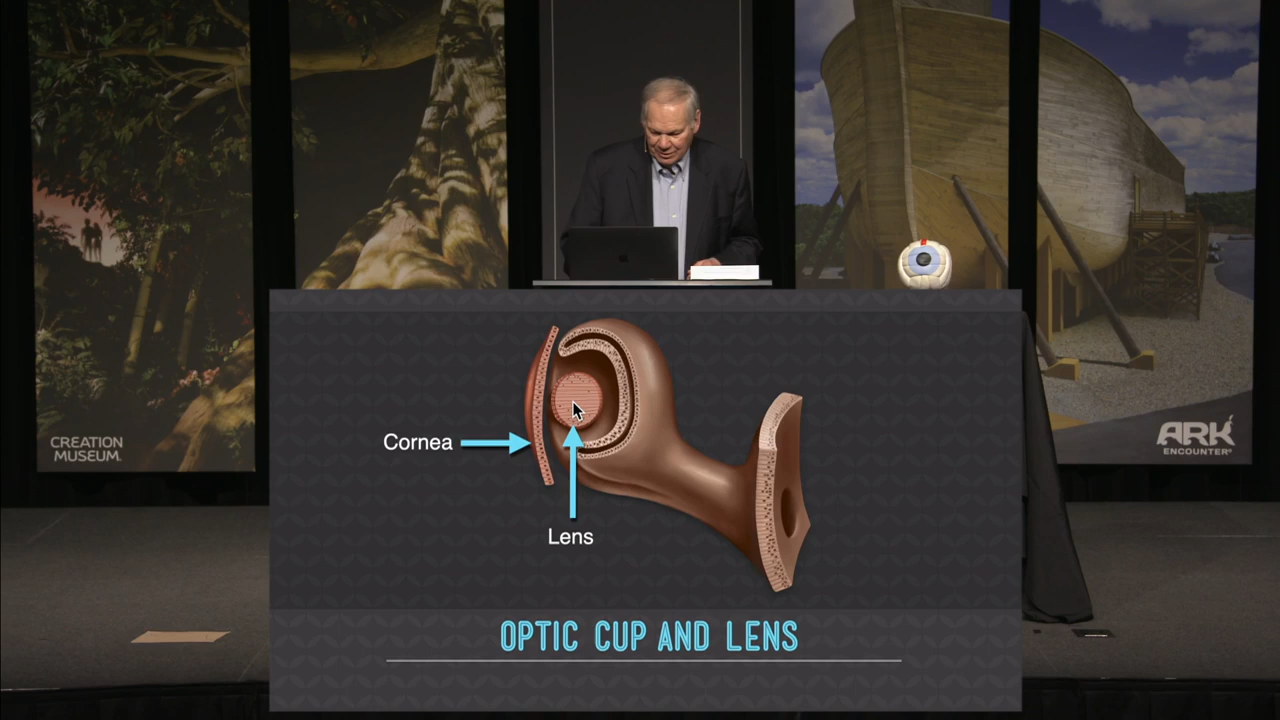 CREATION
MUSEUM
ARK
ENCOUNTER
Cornea
Lens
OPTIC CUP AND LENS